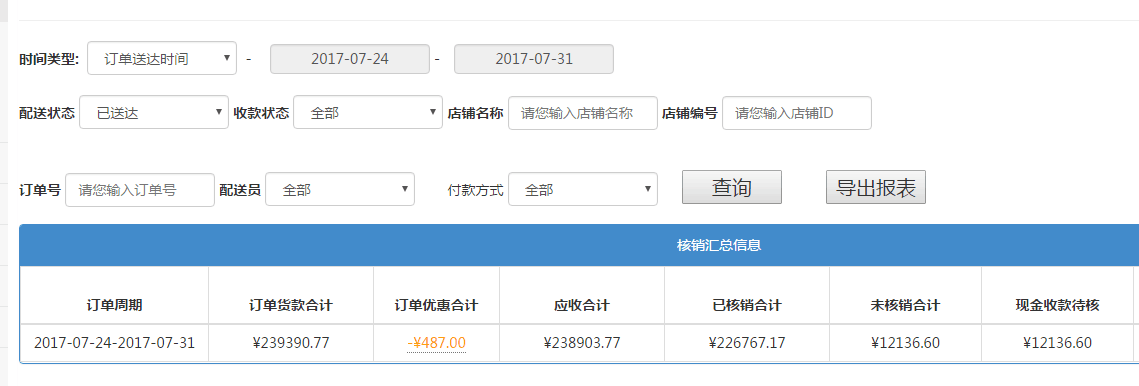 时间类型: 订单送达时间 - 2017-07-24 - 2017-07-31
配送状态 已送达 收款状态 全部 店铺名称 请您输入店铺名称 店铺编号 请您输入店铺ID
订单号 请您输入订单号 配送员 全部 付款方式 全部 查询 导出报表
核销汇总信息
订单周期 订单货款合计 订单优惠合计 应收合计 已核销合计 未核销合计 现金收款待核
2017-07-24-2017-07-31 ¥239390.77 -¥487.00 ¥238903.77 ¥226767.17 ¥12136.60 ¥12136.60